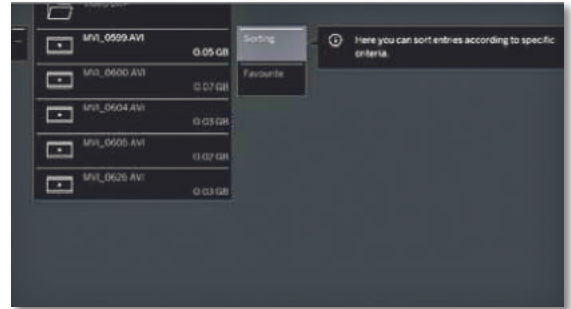 MVI_0599.AVI
0.05 GB
MVI_0600.AVI
0.07 GB
MVI_0604.AVI
0.03 GB
MVI_0605.AVI
0.02 GB
MVI_0626.AVI
0.03 GB
Sorting
Favourite
Here you can sort entries according to specific
criteria.